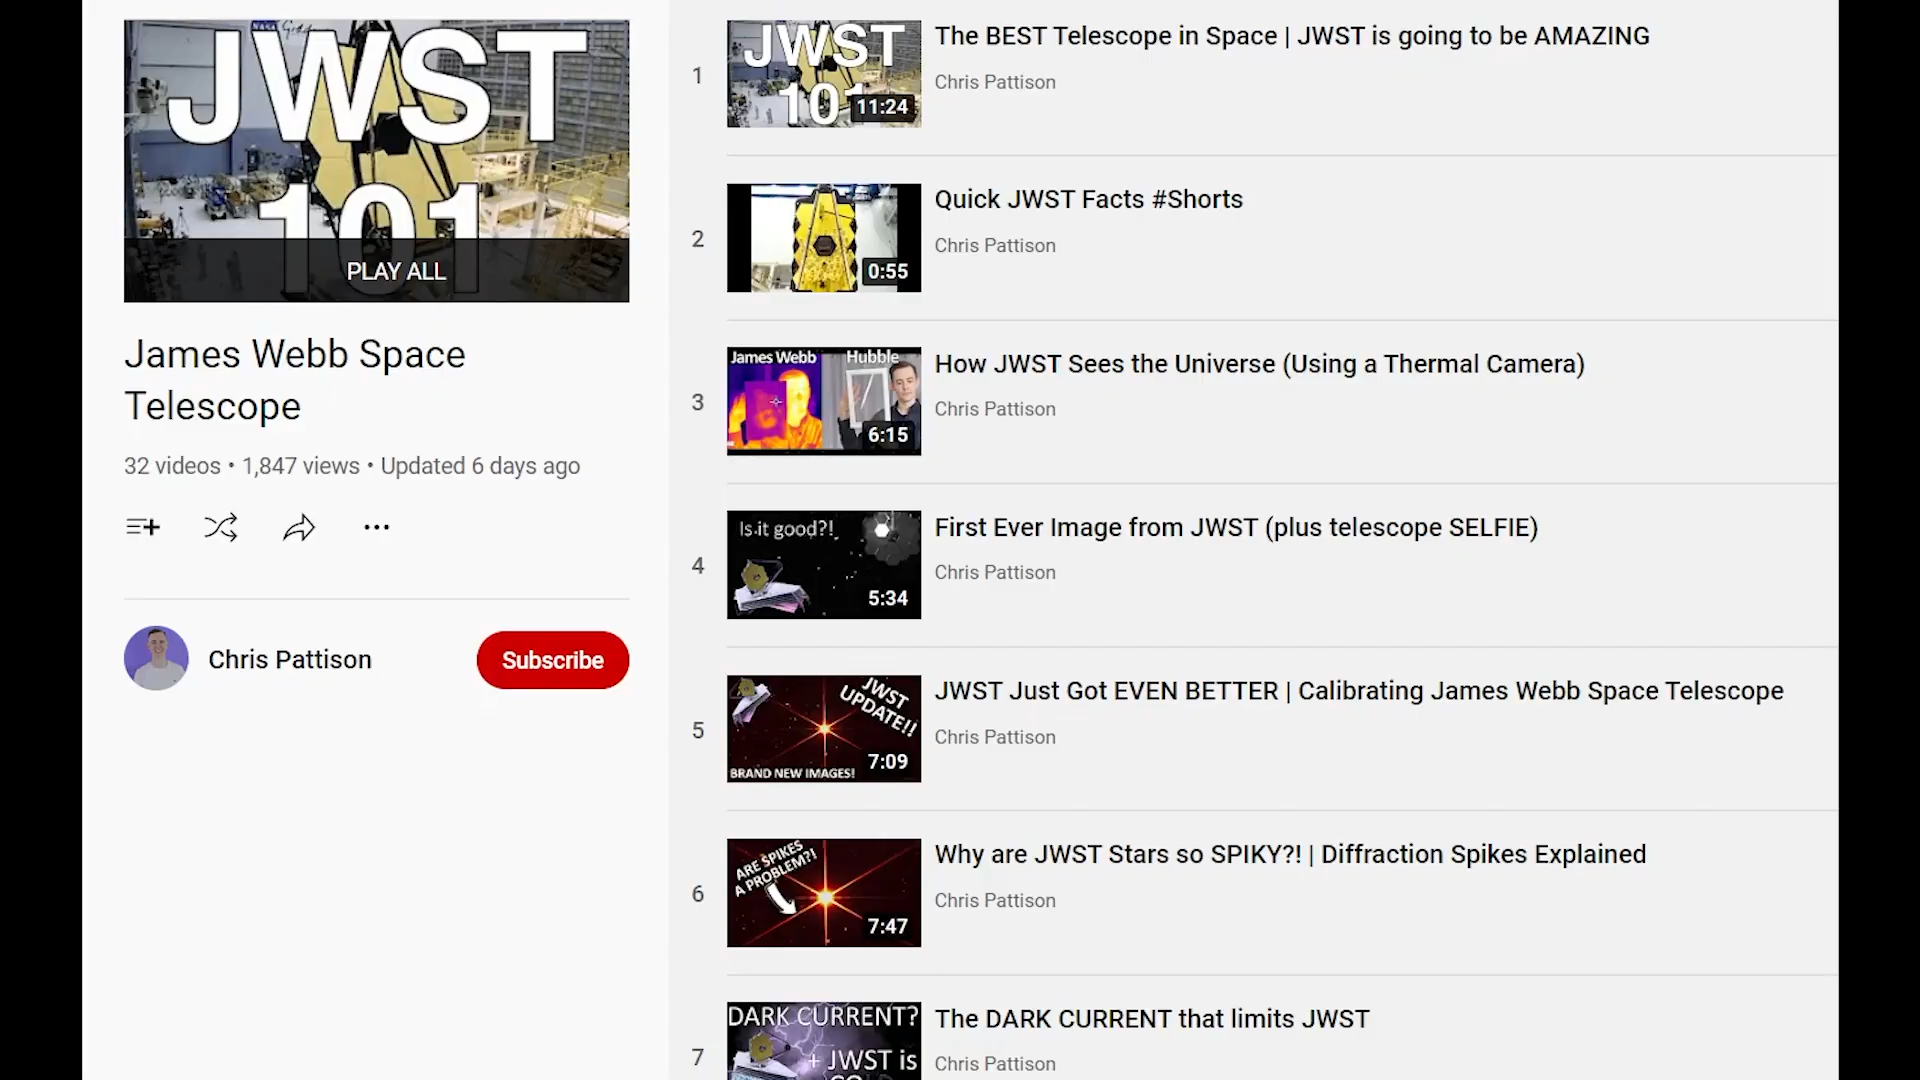 JWST
101
PLAY ALL
James Webb Space
Telescope
32 videos • 1,847 views • Updated 6 days ago
Chris Pattison
Subscribe
1
JWST
101
11:24
The BEST Telescope in Space | JWST is going to be AMAZING
Chris Pattison
2
0:55
Quick JWST Facts #Shorts
Chris Pattison
3
James Webb
Hubble
6:15
How JWST Sees the Universe (Using a Thermal Camera)
Chris Pattison
4
Is it good?!
5:34
First Ever Image from JWST (plus telescope SELFIE)
Chris Pattison
5
JWST
UPDATE!!
7:09
BRAND NEW IMAGES!
JWST Just Got EVEN BETTER | Calibrating James Webb Space Telescope
Chris Pattison
6
ARE SPIKES
A PROBLEM?!
7:47
Why are JWST Stars so SPIKY?! | Diffraction Spikes Explained
Chris Pattison
7
DARK CURRENT?
+ JWST is
The DARK CURRENT that limits JWST
Chris Pattison